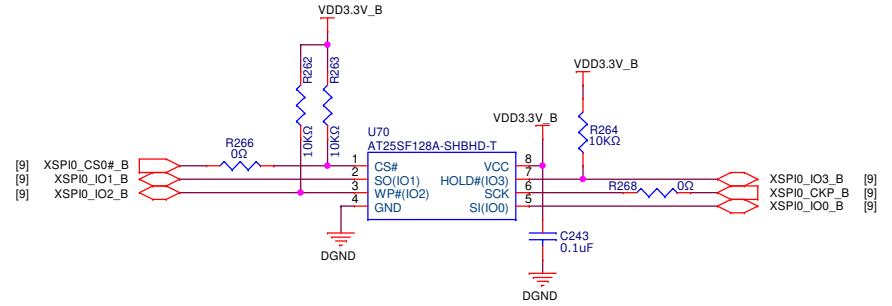 VDD3.3V_B
R262
10KΩ
R263
10KΩ
VDD3.3V_B
R264
10KΩ
VDD3.3V_B
U70
AT25SF128A-SHBHD-T
R266
0Ω
[9] XSPI0_CS0#_B
[9] XSPI0_IO1_B
[9] XSPI0_IO2_B
1 CS#
2 SO(IO1)
3 WP#(IO2)
4 GND
VCC 8
HOLD#(IO3) 7
SCK 6
SI(IO0) 5
R268 0Ω
XSPI0_IO3_B [9]
XSPI0_CKP_B [9]
XSPI0_IO0_B [9]
DGND
C243
0.1uF
DGND